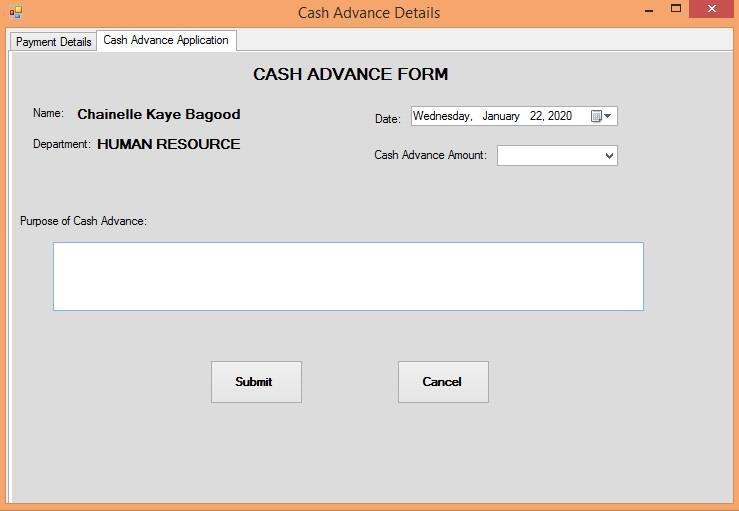 Cash Advance Details
Payment Details Cash Advance Application
CASH ADVANCE FORM
Name: Chainelle Kaye Bagood
Date: Wednesday, January 22, 2020
Department: HUMAN RESOURCE
Cash Advance Amount:
Purpose of Cash Advance:
Submit Cancel